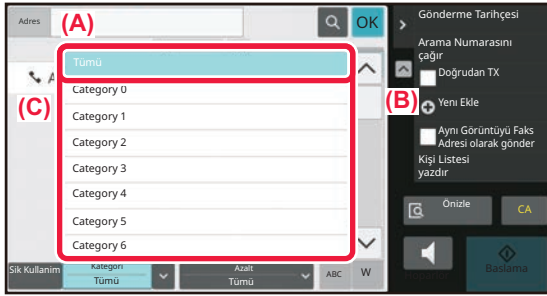 Adres
(A)
OK
Tümü
A
(C)
Category 0
Category 1
Category 2
Category 3
Category 4
Category 5
Category 6
Sik Kullanim
Kategori
Tümü
Azalt
Tümü
ABC
W
Gönderme Tarihçesi
Arama Numarasını
çağır
Doğrudan TX
(B)
Yeni Ekle
Aynı Görüntüyü Faks
Adresi olarak gönder
Kişi Listesi
yazdır
Önizle
CA
Başlama